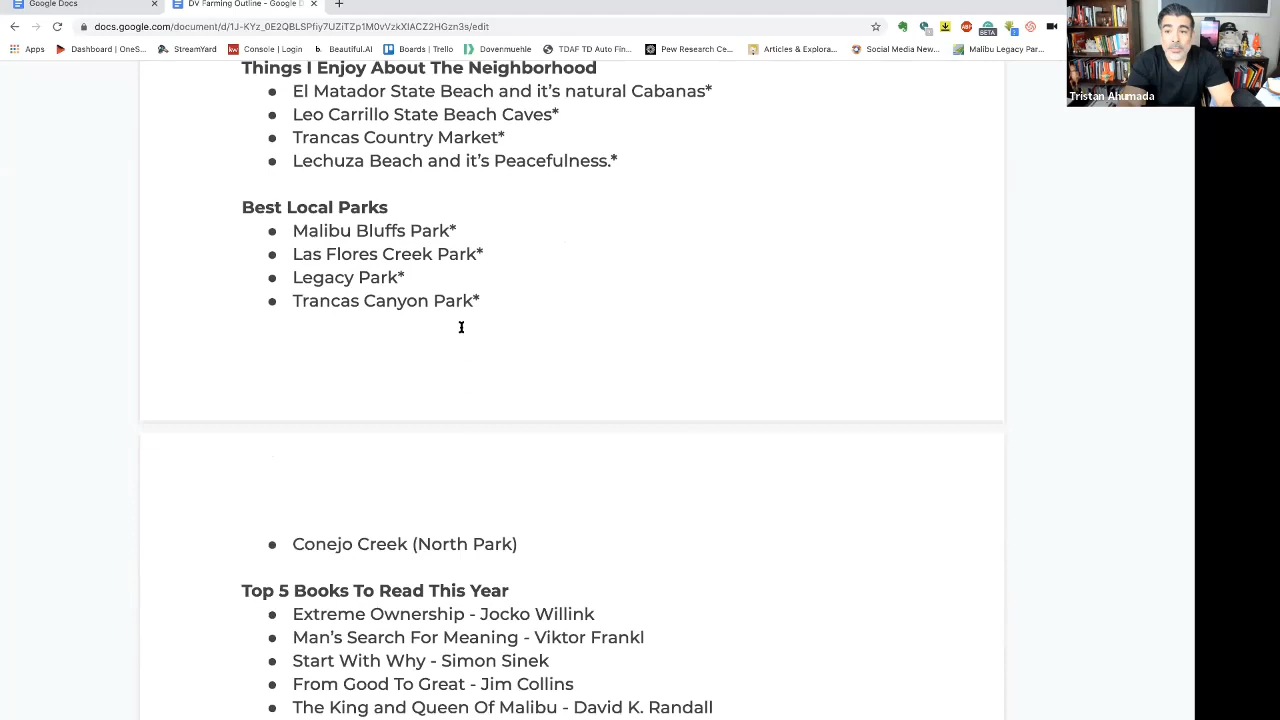 Google Docs
DV Farming Outline - Google D
docs.google.com/document/d/1J-KYz_0E2QBLSPfiy7UZiTZp1M0vVzkXlACZ2HGzn3s/edit
BETA
Apps
Dashboard | OneS...
StreamYard
Console | Login
Beautiful.AI
Boards | Trello
Dovenmuehle
TDAF TD Auto Fin...
Pew Research Ce...
Articles & Explora...
Social Media New...
Malibu Legacy Par...
Tristan Ahumada
Things I Enjoy About The Neighborhood
● El Matador State Beach and it's natural Cabanas*
● Leo Carrillo State Beach Caves*
● Trancas Country Market*
● Lechuza Beach and it's Peacefulness.*
Best Local Parks
● Malibu Bluffs Park*
● Las Flores Creek Park*
● Legacy Park*
● Trancas Canyon Park*
● Conejo Creek (North Park)
Top 5 Books To Read This Year
● Extreme Ownership - Jocko Willink
● Man's Search For Meaning - Viktor Frankl
● Start With Why - Simon Sinek
● From Good To Great - Jim Collins
● The King and Queen Of Malibu - David K. Randall